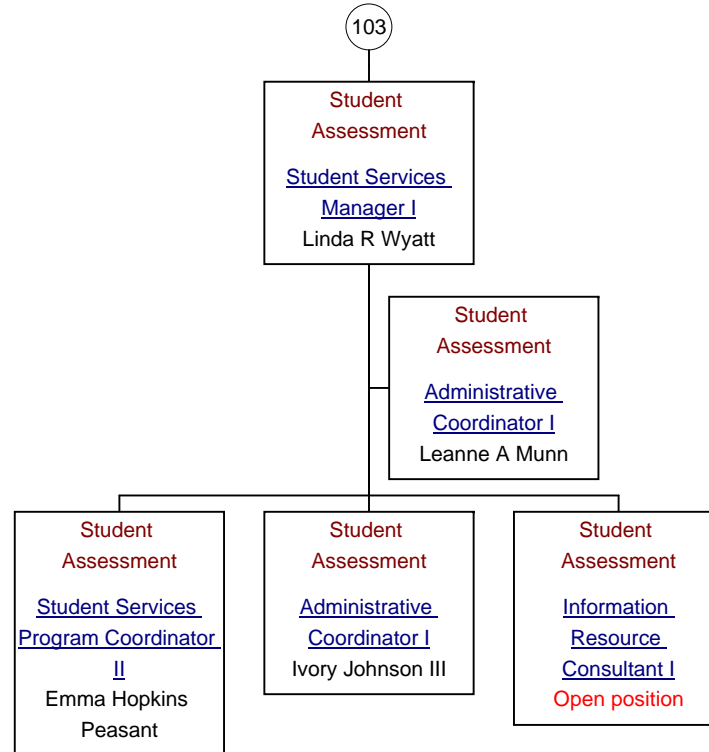 103
Student
Assessment
Student Services
Manager I
Linda R Wyatt
Student
Assessment
Administrative
Coordinator I
Leanne A Munn
Student
Assessment
Student Services
Program Coordinator
II
Emma Hopkins
Peasant
Student
Assessment
Administrative
Coordinator I
Ivory Johnson III
Student
Assessment
Information
Resource
Consultant I
Open position